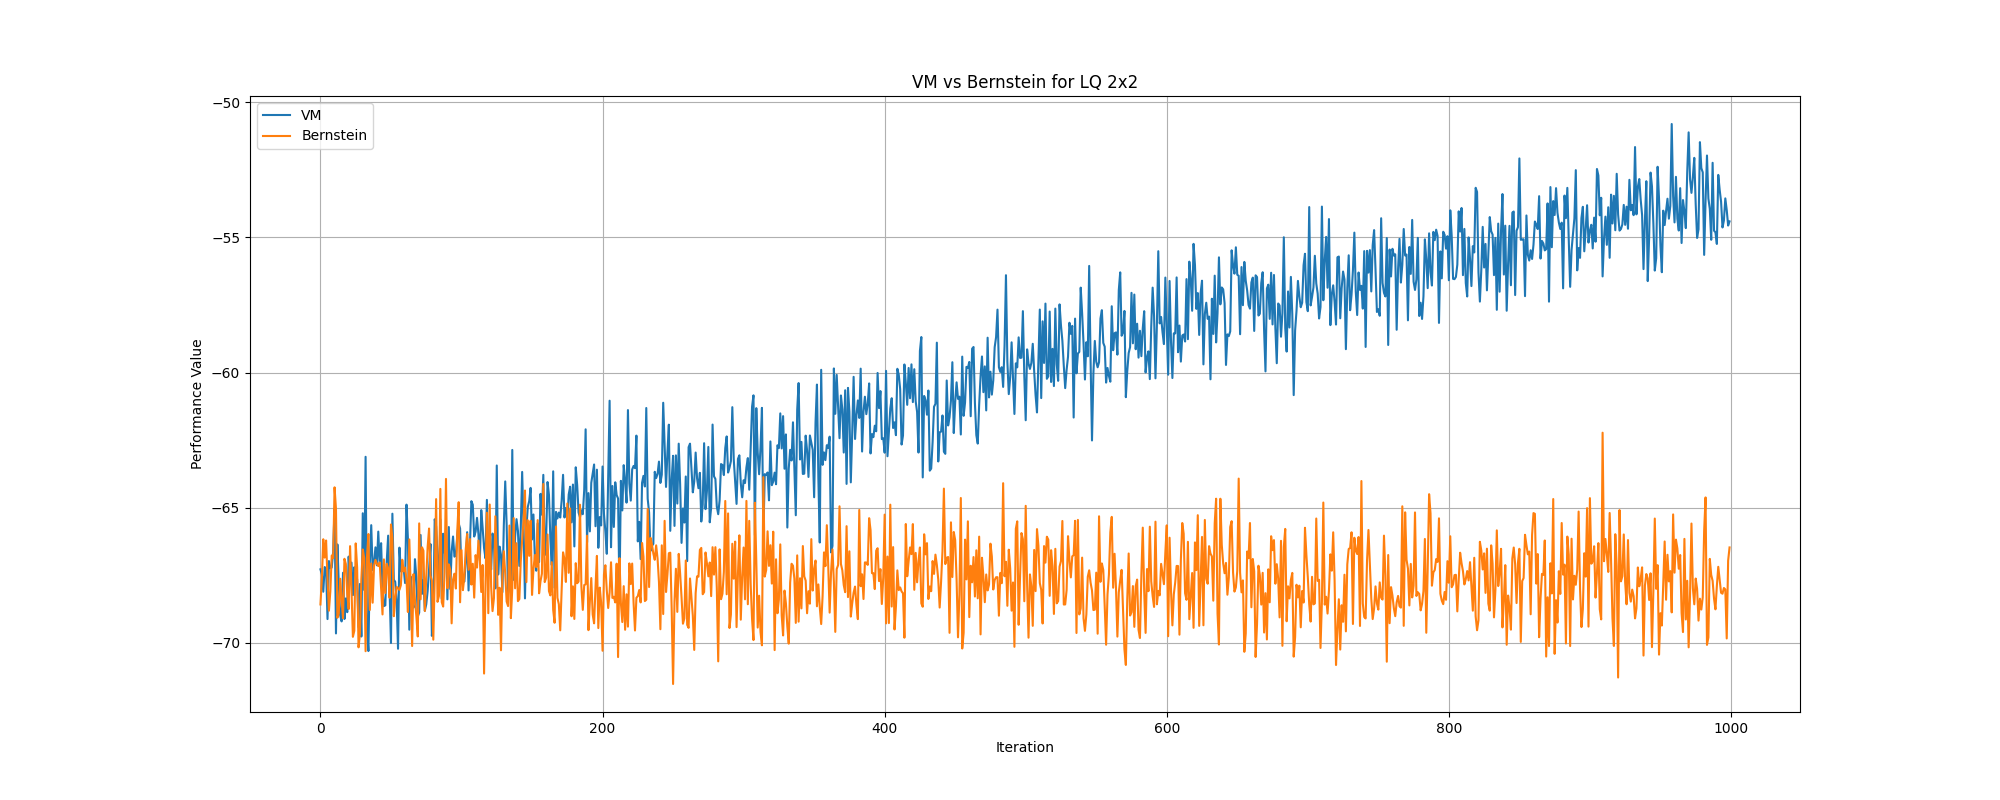 VM vs Bernstein for LQ 2x2
VM
Bernstein
Performance Value
−50
−55
−60
−65
−70
0
200
400
600
800
1000
Iteration